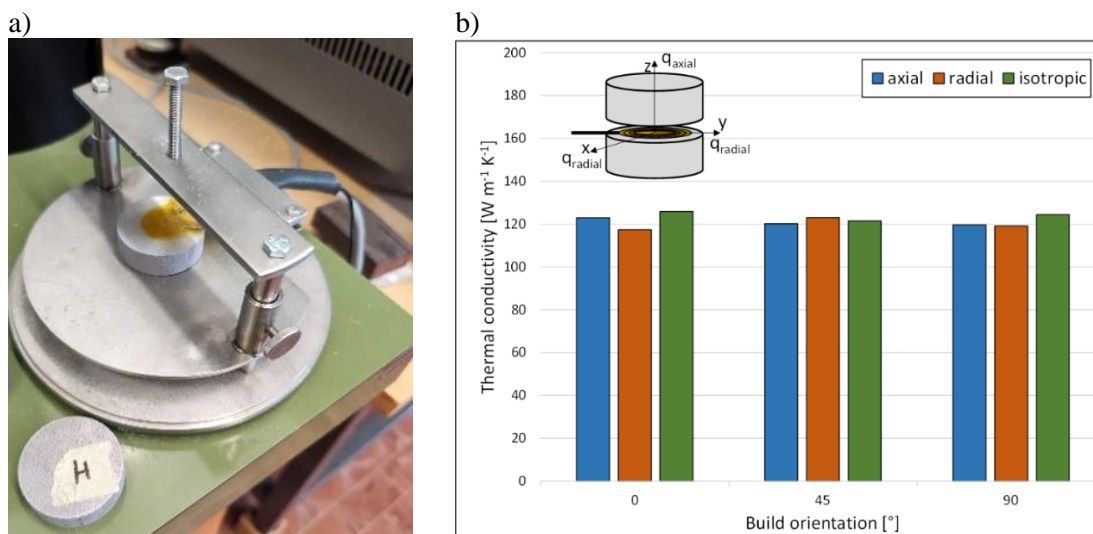 a)
H
b)
200
180
160
140
120
100
80
60
40
20
0
Thermal conductivity [W m⁻¹ K⁻¹]
axial radial isotropic
z q_axial
y
x q_radial
q_radial
0 45 90
Build orientation [°]